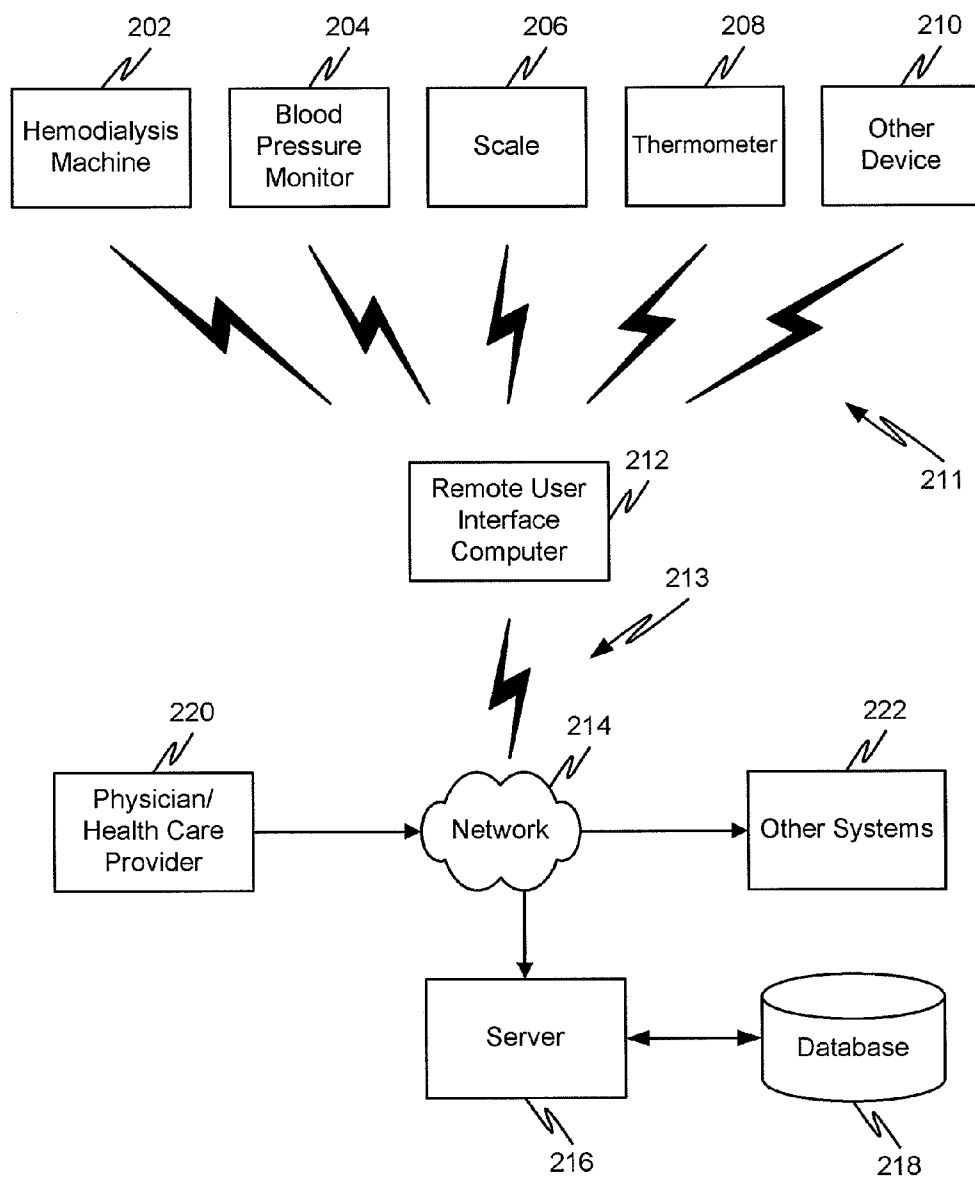 202
204
206
208
210
Hemodialysis
Machine
Blood
Pressure
Monitor
Scale
Thermometer
Other
Device
211
212
Remote User
Interface
Computer
213
220
214
222
Physician/
Health Care
Provider
Network
Other Systems
Server
Database
216
218